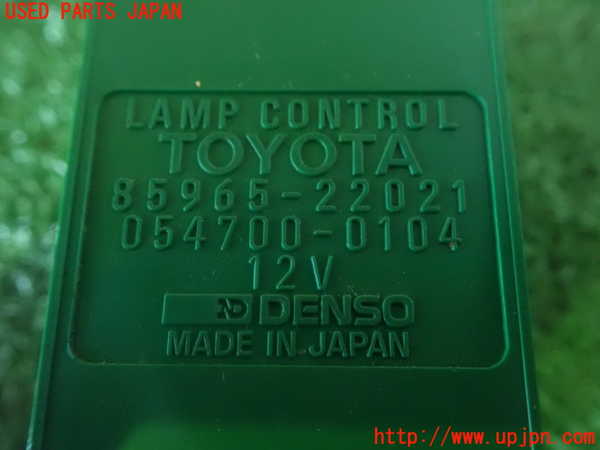 USED PARTS JAPAN
LAMP CONTROL
TOYOTA
85965-22021
054700-0104
12V
ND DENSO
MADE IN JAPAN
http://www.upjpn.com/